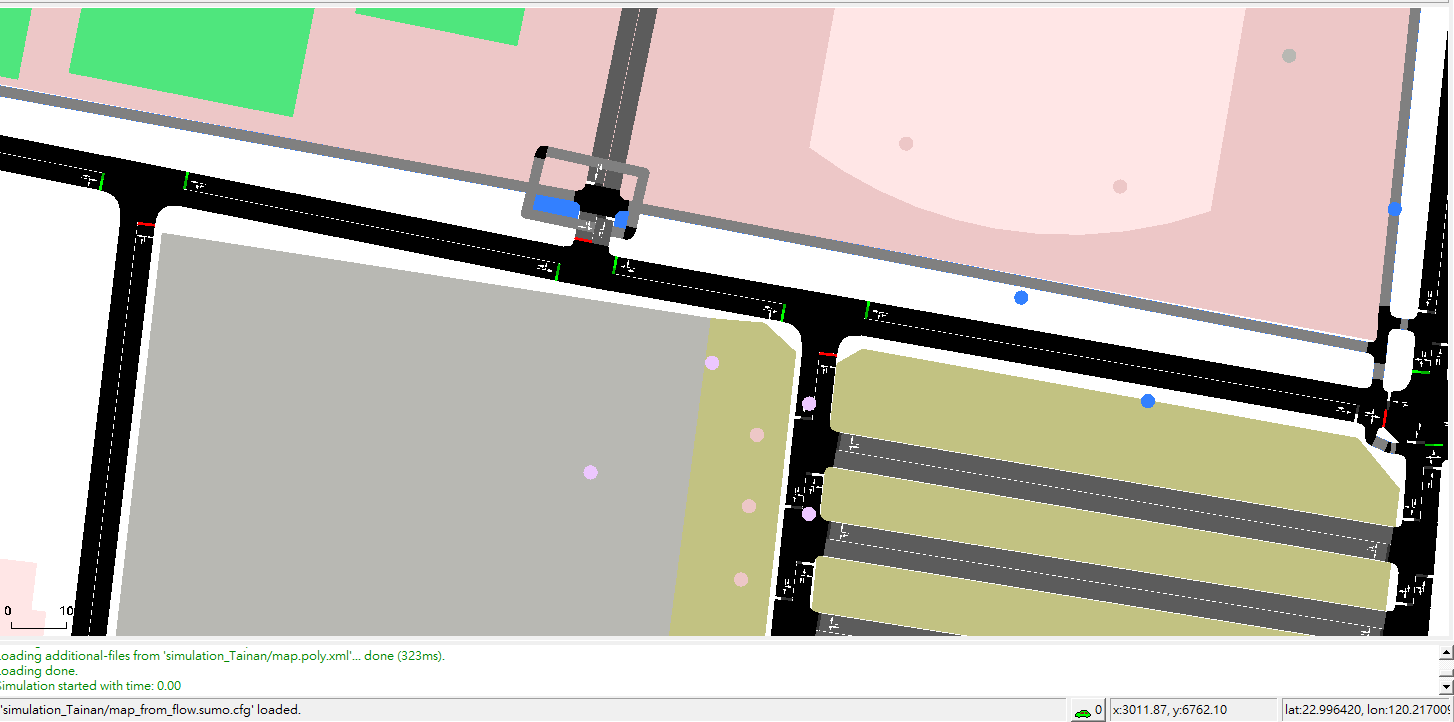 0
10
Loading additional-files from 'simulation_Tainan/map.poly.xml'... done (323ms).
Loading done.
Simulation started with time: 0.00
'simulation_Tainan/map_from_flow.sumo.cfg' loaded.
0
x:3011.87, y:6762.10
lat:22.996420, lon:120.217009